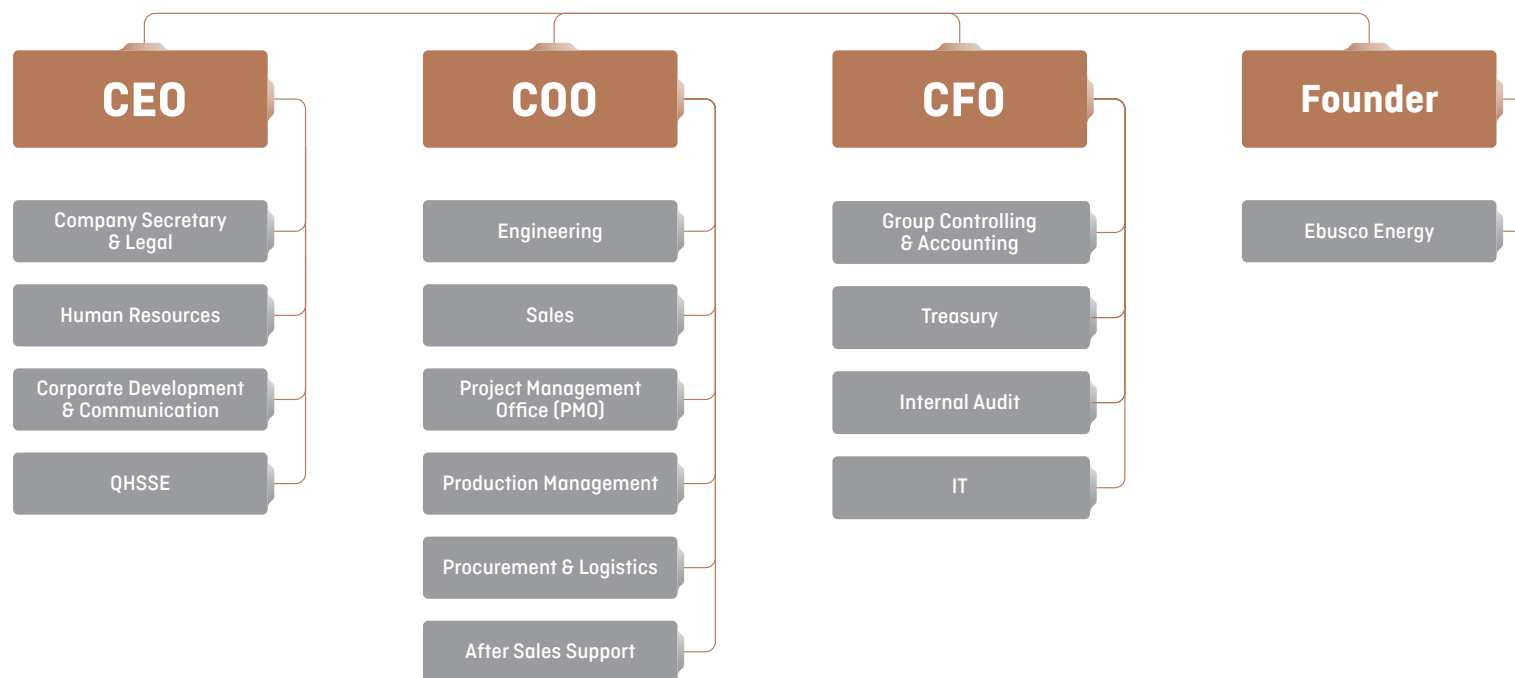 CEO
Company Secretary
& Legal
Human Resources
Corporate Development
& Communication
QHSSE
COO
Engineering
Sales
Project Management
Office (PMO)
Production Management
Procurement & Logistics
After Sales Support
CFO
Group Controlling
& Accounting
Treasury
Internal Audit
IT
Founder
Ebusco Energy